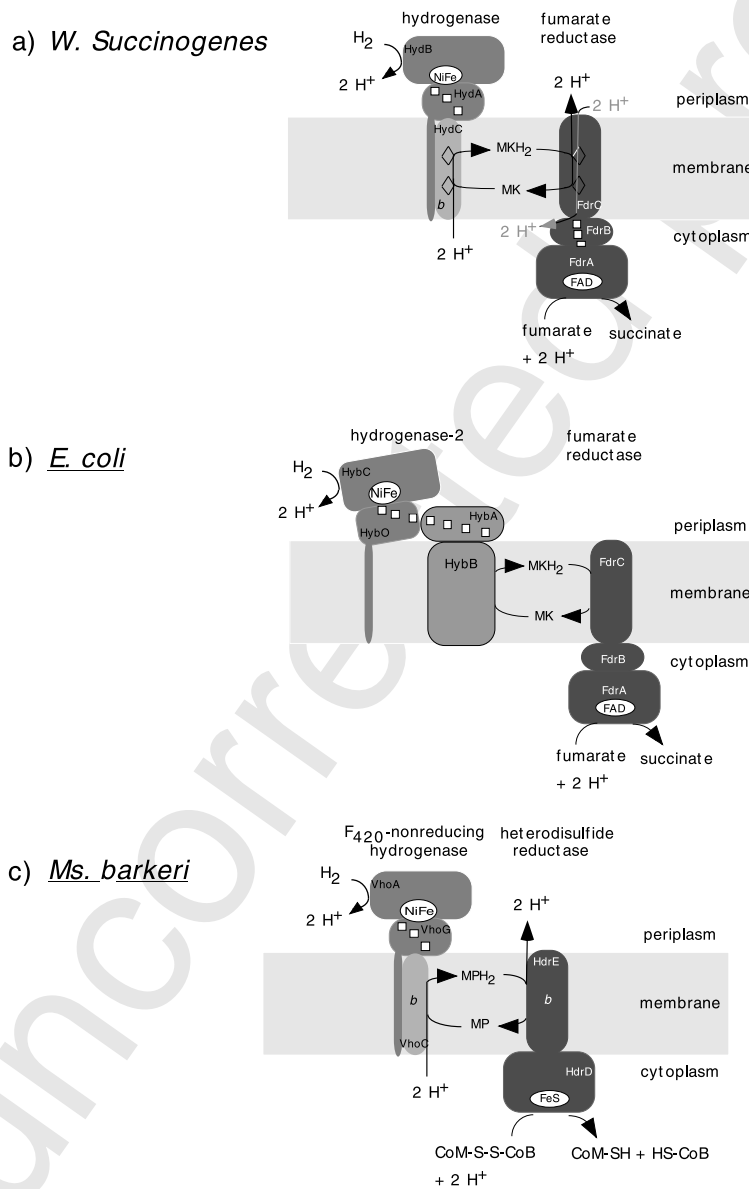 a) W. Succinogenes
hydrogenase
fumarate
reductase
H2
HydB
NiFe
2 H+
HydA
2 H+
2 H+
periplasm
HydC
MKH2
membrane
MK
b
FdrC
2 H+
FdrB
cytoplasm
2 H+
FdrA
FAD
fumarate
succinate
+ 2 H+
b) E. coli
hydrogenase-2
fumarate
reductase
H2
HybC
NiFe
2 H+
HybA
HybO
periplasm
HybB
MKH2
FdrC
membrane
MK
FdrB
cytoplasm
FdrA
FAD
fumarate
succinate
+ 2 H+
c) Ms. barkeri
F420-nonreducing
hydrogenase
heterodisulfide
reductase
H2
VhoA
NiFe
2 H+
2 H+
VhoG
periplasm
HdrE
MPH2
b
b
membrane
MP
VhoC
HdrD
cytoplasm
2 H+
FeS
CoM-S-S-CoB
CoM-SH + HS-CoB
+ 2 H+
uncorrected